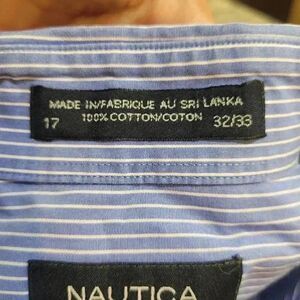 MADE IN/FABRIQUE AU SRI LANKA
17 100% COTTON/COTON 32/33
NAUTICA